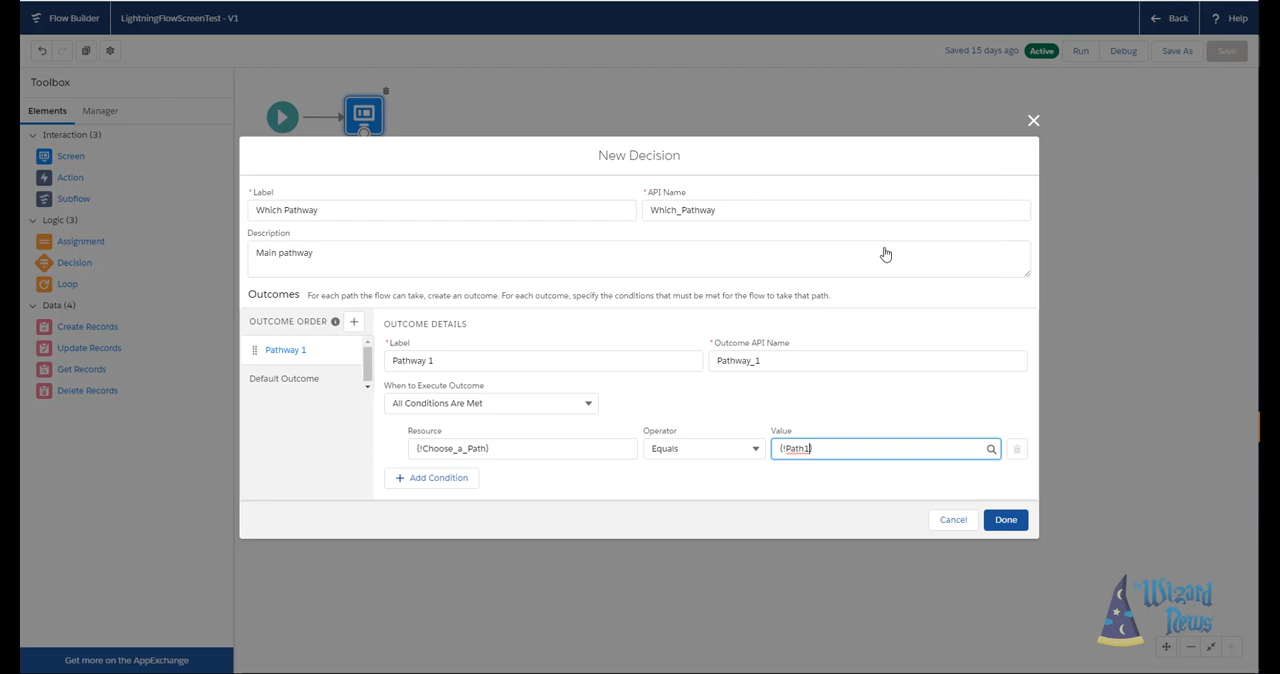 Flow Builder
LightningFlowScreenTest - V1
Back
? Help
Saved 15 days ago
Active
Run
Debug
Save As
Save
Toolbox
Elements
Manager
Interaction (3)
Screen
Action
Subflow
Logic (3)
Assignment
Decision
Loop
Data (4)
Create Records
Update Records
Get Records
Delete Records
Get more on the AppExchange
New Decision
* Label
* API Name
Which Pathway
Which_Pathway
Description
Main pathway
Outcomes For each path the flow can take, create an outcome. For each outcome, specify the conditions that must be met for the flow to take that path.
OUTCOME ORDER
Pathway 1
Default Outcome
OUTCOME DETAILS
* Label
* Outcome API Name
Pathway 1
Pathway_1
When to Execute Outcome
All Conditions Are Met
Resource
Operator
Value
{!Choose_a_Path}
Equals
{!Path1}
+ Add Condition
Cancel
Done
Wizard
News